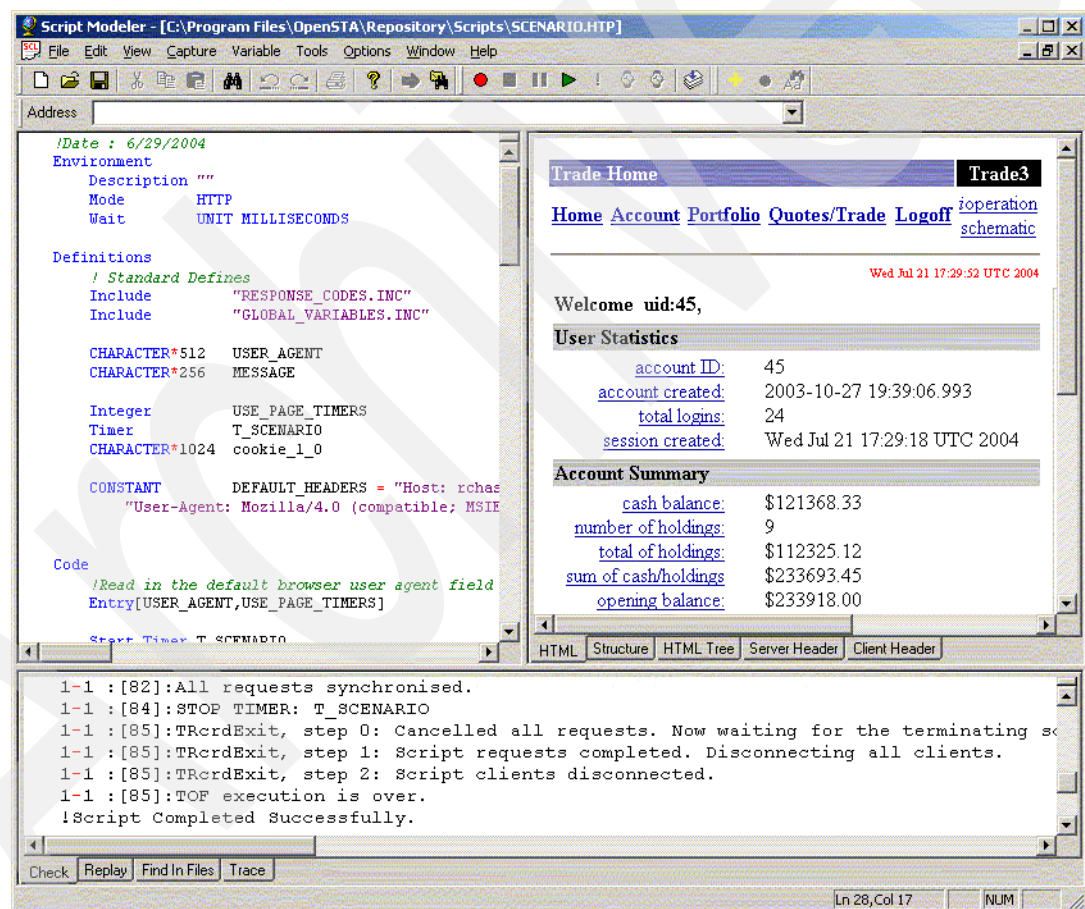 Script Modeler - [C:\Program Files\OpenSTA\Repository\Scripts\SCENARIO.HTP]
File Edit View Capture Variable Tools Options Window Help
Address
!Date : 6/29/2004
Environment
Description ""
Mode HTTP
Wait UNIT MILLISECONDS
Definitions
! Standard Defines
Include "RESPONSE_CODES.INC"
Include "GLOBAL_VARIABLES.INC"
CHARACTER*512 USER_AGENT
CHARACTER*256 MESSAGE
Integer USE_PAGE_TIMERS
Timer T_SCENARIO
CHARACTER*1024 cookie_1_0
CONSTANT DEFAULT_HEADERS = "Host: rchas
"User-Agent: Mozilla/4.0 (compatible; MSIE
Code
!Read in the default browser user agent field
Entry[USER_AGENT,USE_PAGE_TIMERS]
Start Timer T_SCENARIO
Trade Home Trade3
Home Account Portfolio Quotes/Trade Logoff
ioperation
schematic
Wed Jul 21 17:29:52 UTC 2004
Welcome uid:45,
User Statistics
account ID: 45
account created: 2003-10-27 19:39:06.993
total logins: 24
session created: Wed Jul 21 17:29:18 UTC 2004
Account Summary
cash balance: $121368.33
number of holdings: 9
total of holdings: $112325.12
sum of cash/holdings $233693.45
opening balance: $233918.00
HTML Structure HTML Tree Server Header Client Header
1-1 :[82]:All requests synchronised.
1-1 :[84]:STOP TIMER: T_SCENARIO
1-1 :[85]:TRcrdExit, step 0: Cancelled all requests. Now waiting for the terminating sc
1-1 :[85]:TRcrdExit, step 1: Script requests completed. Disconnecting all clients.
1-1 :[85]:TRcrdExit, step 2: Script clients disconnected.
1-1 :[85]:TOF execution is over.
!Script Completed Successfully.
Check Replay Find In Files Trace
Ln 28,Col 17 NUM